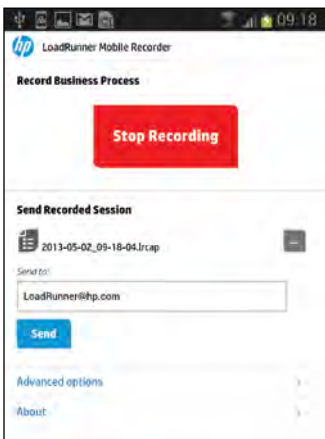 09:18
hp LoadRunner Mobile Recorder
Record Business Process
Stop Recording
Send Recorded Session
2013-05-02_09-18-04.lrcap
Send to:
LoadRunner@hp.com
Send
Advanced options
About